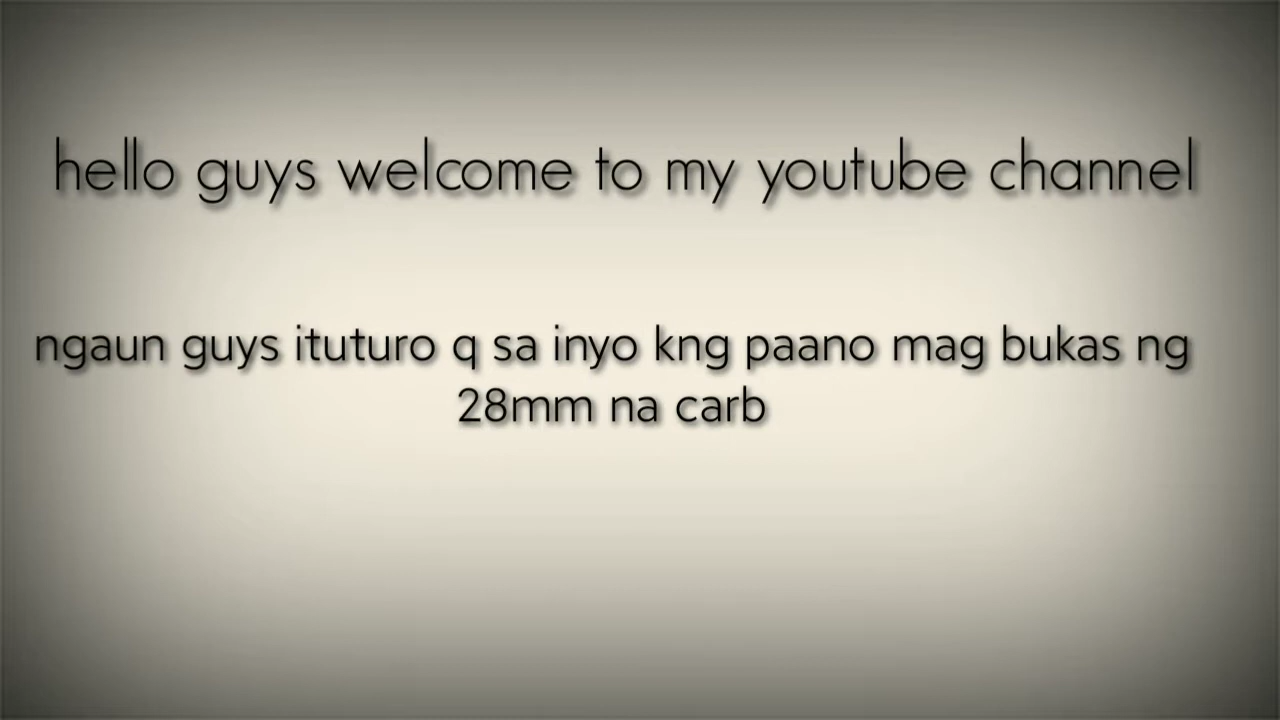 hello guys welcome to my youtube channel
ngaun guys ituturo q sa inyo kng paano mag bukas ng
28mm na carb